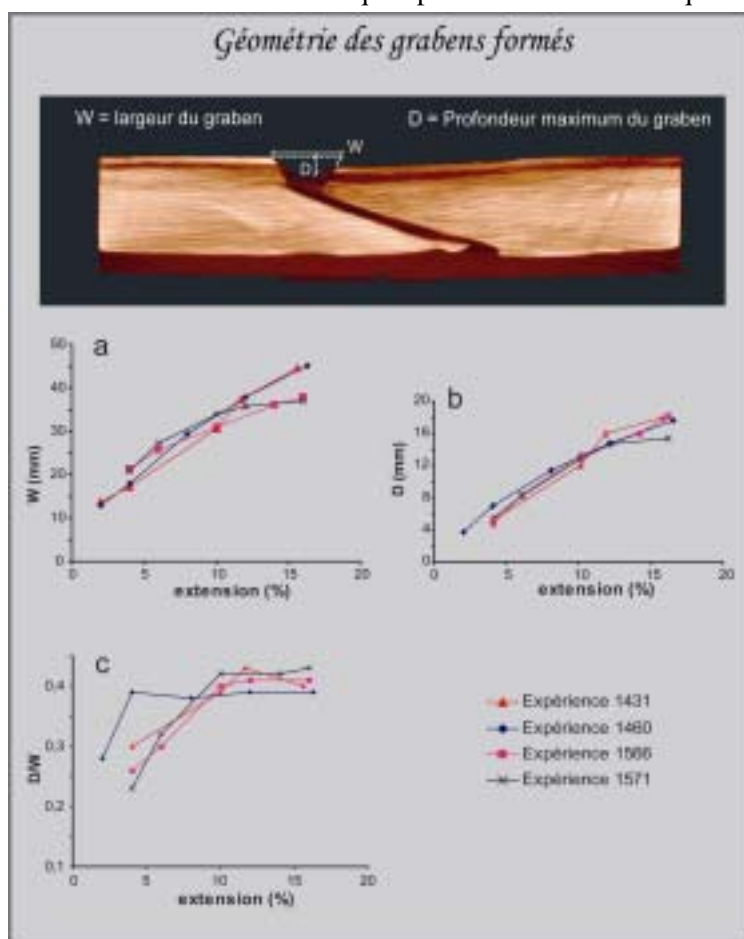 Géométrie des grabens formés
W = largeur du graben
D = Profondeur maximum du graben
W
D
a
50
40
30
20
10
0
W (mm)
0
5
10
15
20
extension (%)
b
20
16
12
8
4
0
D (mm)
0
5
10
15
20
extension (%)
c
0,4
0,3
0,2
0,1
D/W
0
5
10
15
20
extension (%)
Expérience 1431
Expérience 1460
Expérience 1566
Expérience 1571